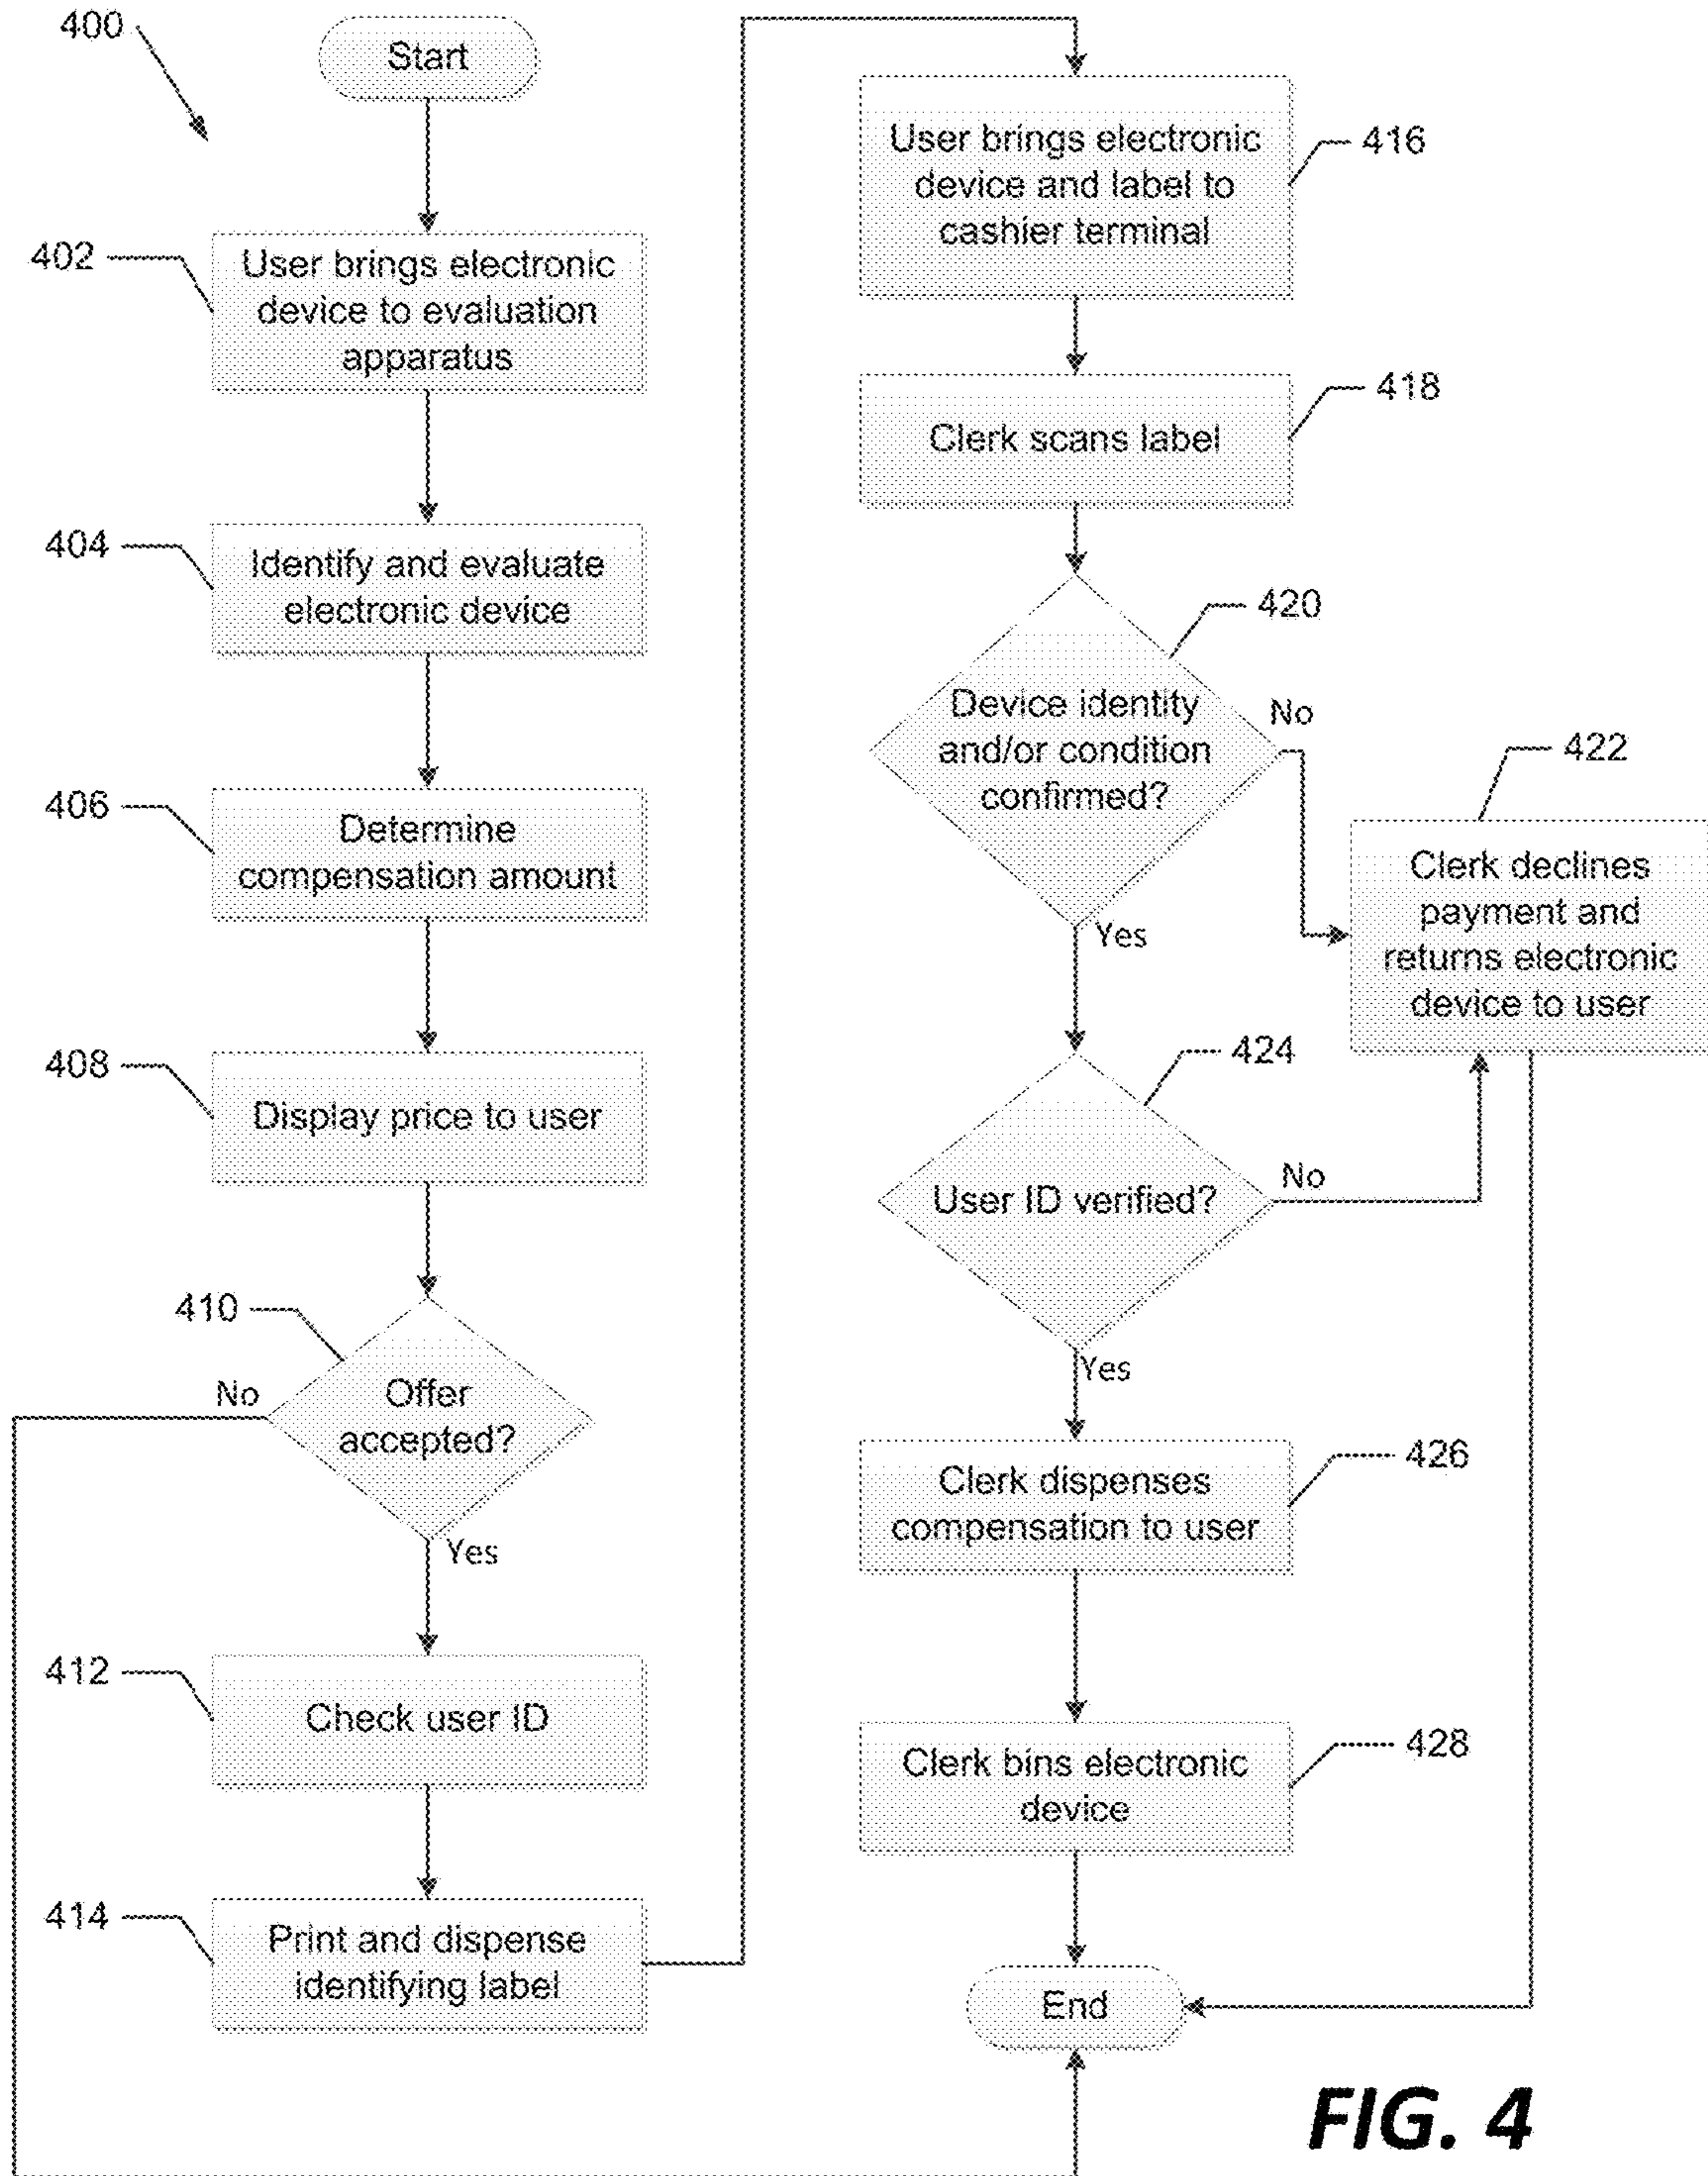 400
Start
402
User brings electronic
device to evaluation
apparatus
404
Identify and evaluate
electronic device
406
Determine
compensation amount
408
Display price to user
410
Offer
accepted?
No
Yes
412
Check user ID
414
Print and dispense
identifying label
User brings electronic
device and label to
cashier terminal
416
Clerk scans label
418
420
Device identity
and/or condition
confirmed?
No
Yes
422
Clerk declines
payment and
returns electronic
device to user
424
User ID verified?
No
Yes
Clerk dispenses
compensation to user
426
Clerk bins electronic
device
428
End
FIG. 4